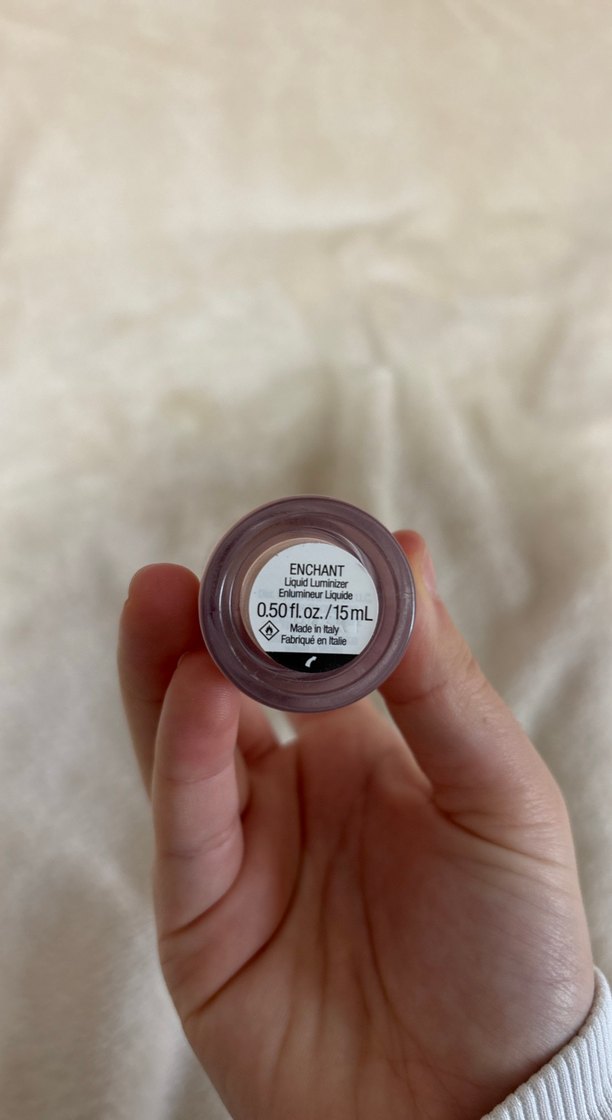 ENCHANT
Liquid Luminizer
Enlumineur Liquide
0.50 fl. oz. / 15 mL
Made in Italy
Fabriqué en Italie